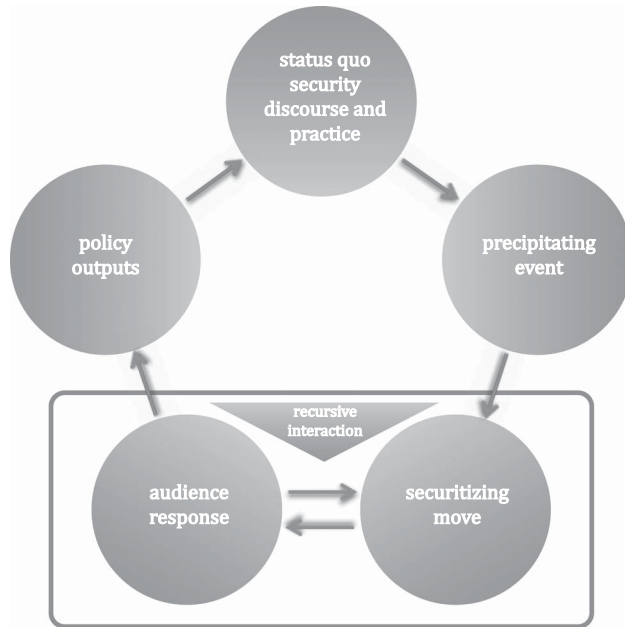 status quo
security
discourse and
practice
policy
outputs
precipitating
event
recursive
interaction
audience
response
securitizing
move